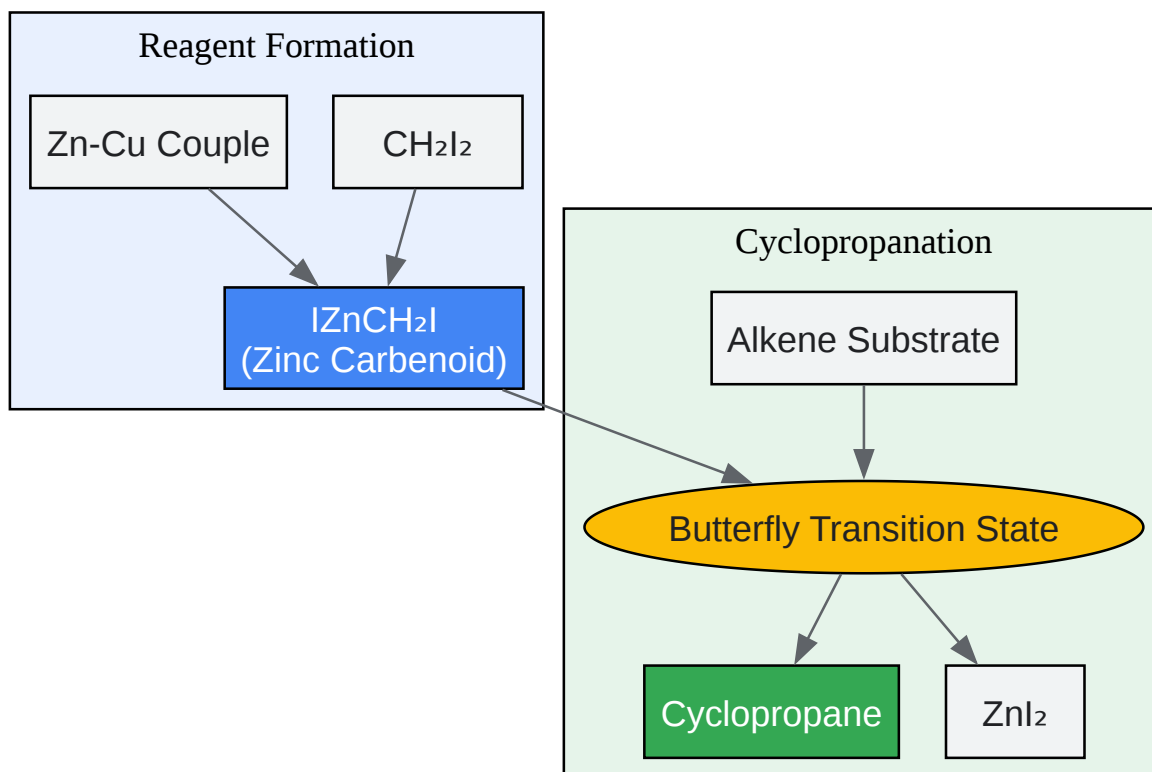 Reagent Formation
Zn-Cu Couple
CH₂I₂
IZnCH₂I
(Zinc Carbenoid)
Cyclopropanation
Alkene Substrate
Butterfly Transition State
Cyclopropane
ZnI₂